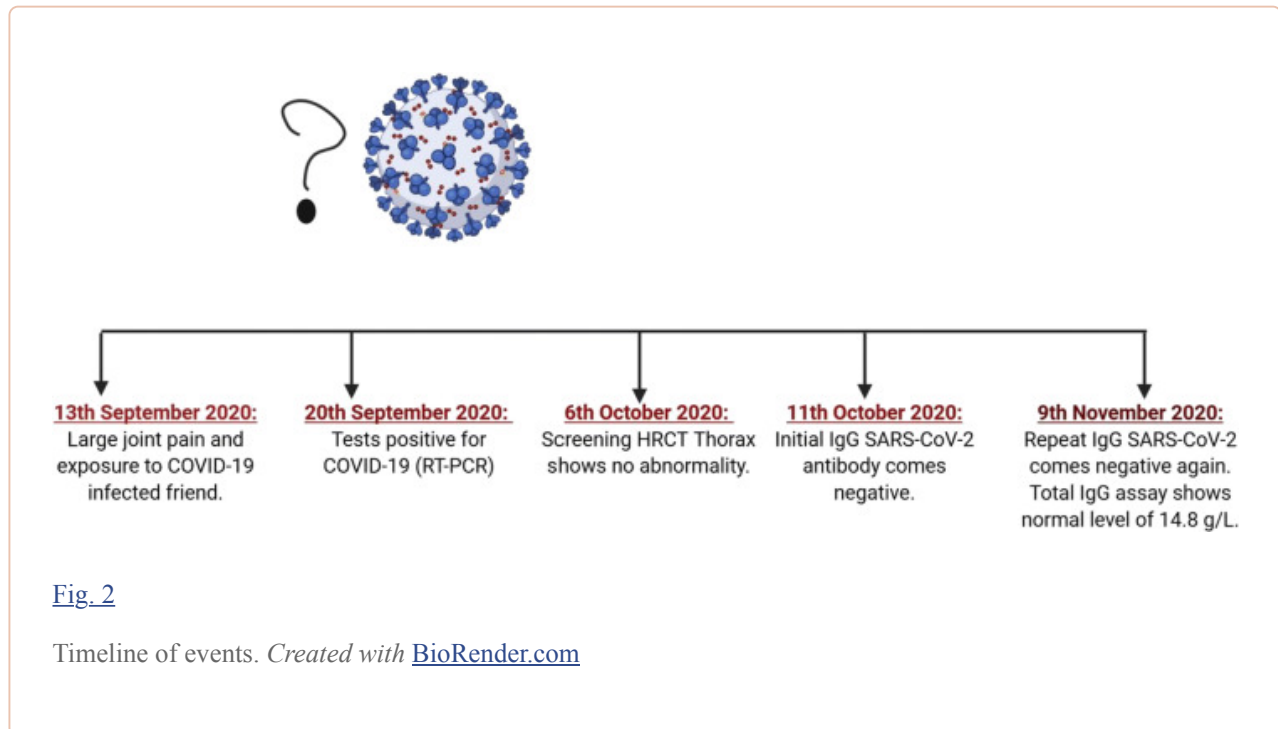 ?
13th September 2020:
Large joint pain and
exposure to COVID-19
infected friend.
20th September 2020:
Tests positive for
COVID-19 (RT-PCR)
6th October 2020:
Screening HRCT Thorax
shows no abnormality.
11th October 2020:
Initial IgG SARS-CoV-2
antibody comes
negative.
9th November 2020:
Repeat IgG SARS-CoV-2
comes negative again.
Total IgG assay shows
normal level of 14.8 g/L.
Fig. 2
Timeline of events. Created with BioRender.com